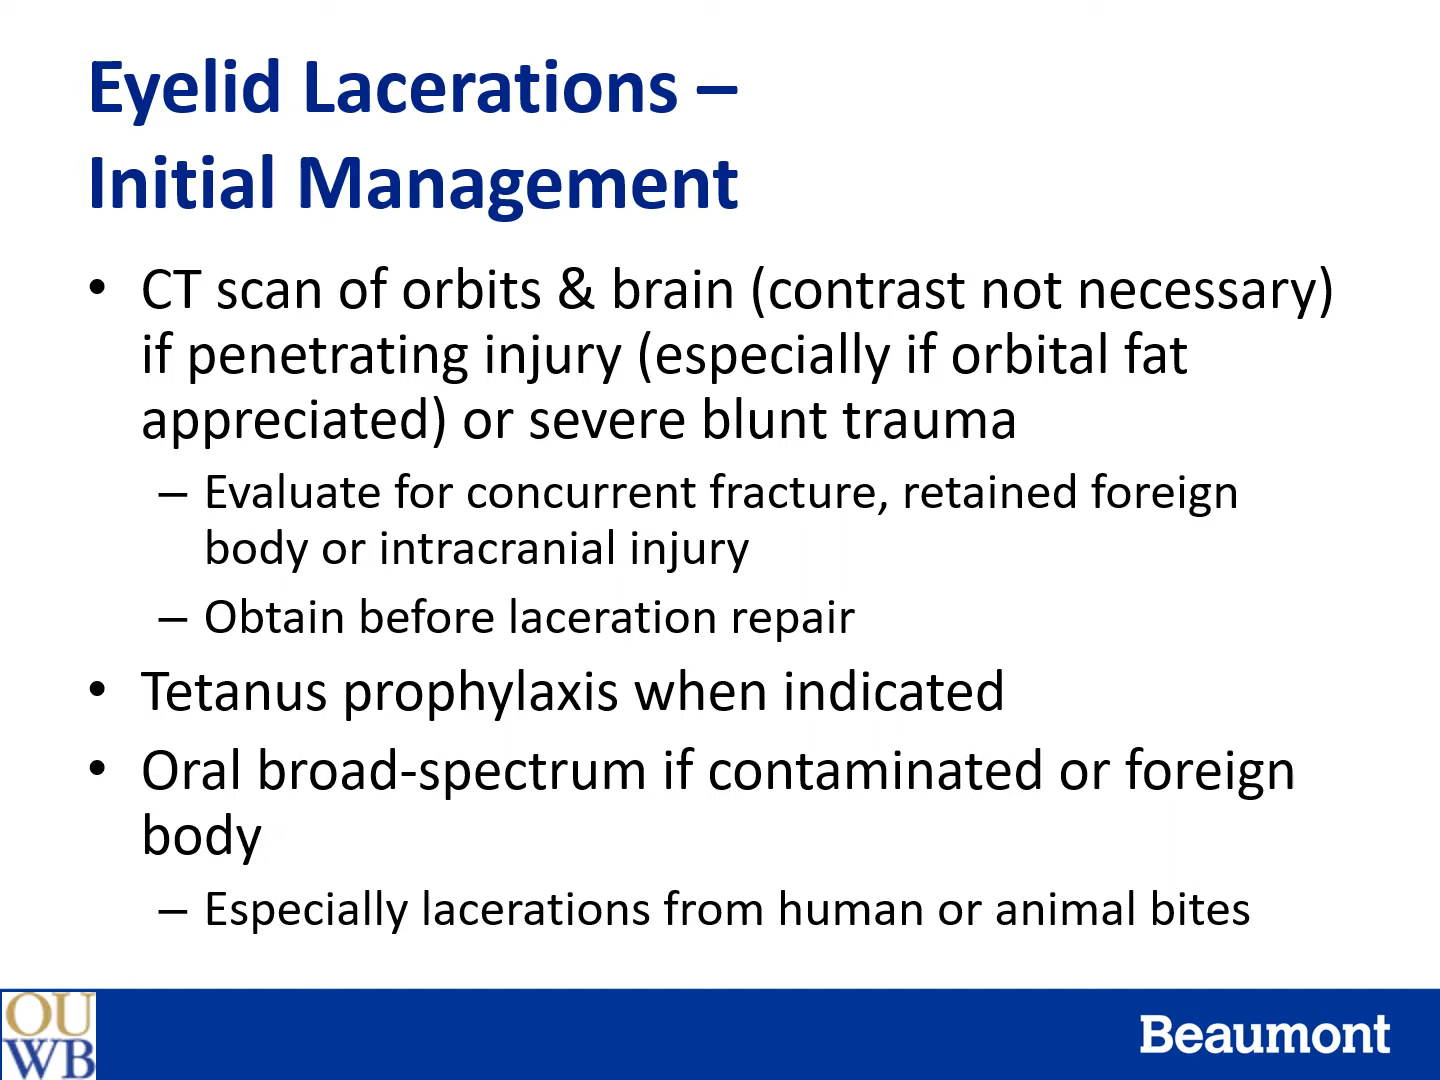 Eyelid Lacerations –
Initial Management
• CT scan of orbits & brain (contrast not necessary)
if penetrating injury (especially if orbital fat
appreciated) or severe blunt trauma
– Evaluate for concurrent fracture, retained foreign
body or intracranial injury
– Obtain before laceration repair
• Tetanus prophylaxis when indicated
• Oral broad-spectrum if contaminated or foreign
body
– Especially lacerations from human or animal bites
OU
WB
Beaumont